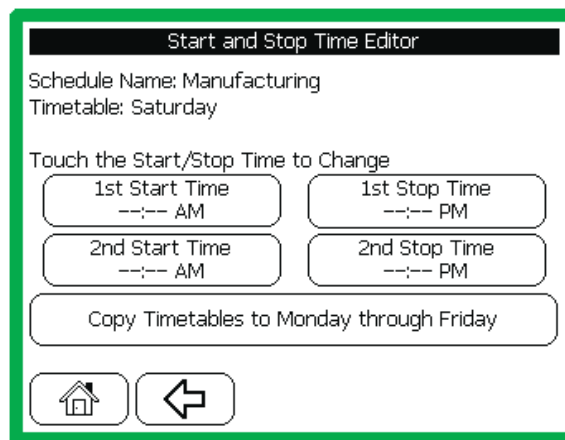 Start and Stop Time Editor
Schedule Name: Manufacturing
Timetable: Saturday
Touch the Start/Stop Time to Change
1st Start Time
--:-- AM
1st Stop Time
--:-- PM
2nd Start Time
--:-- AM
2nd Stop Time
--:-- PM
Copy Timetables to Monday through Friday